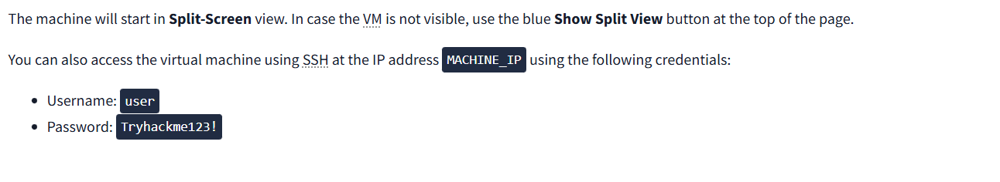 The machine will start in Split-Screen view. In case the VM is not visible, use the blue Show Split View button at the top of the page.
You can also access the virtual machine using SSH at the IP address MACHINE_IP using the following credentials:
• Username: user
• Password: Tryhackme123!